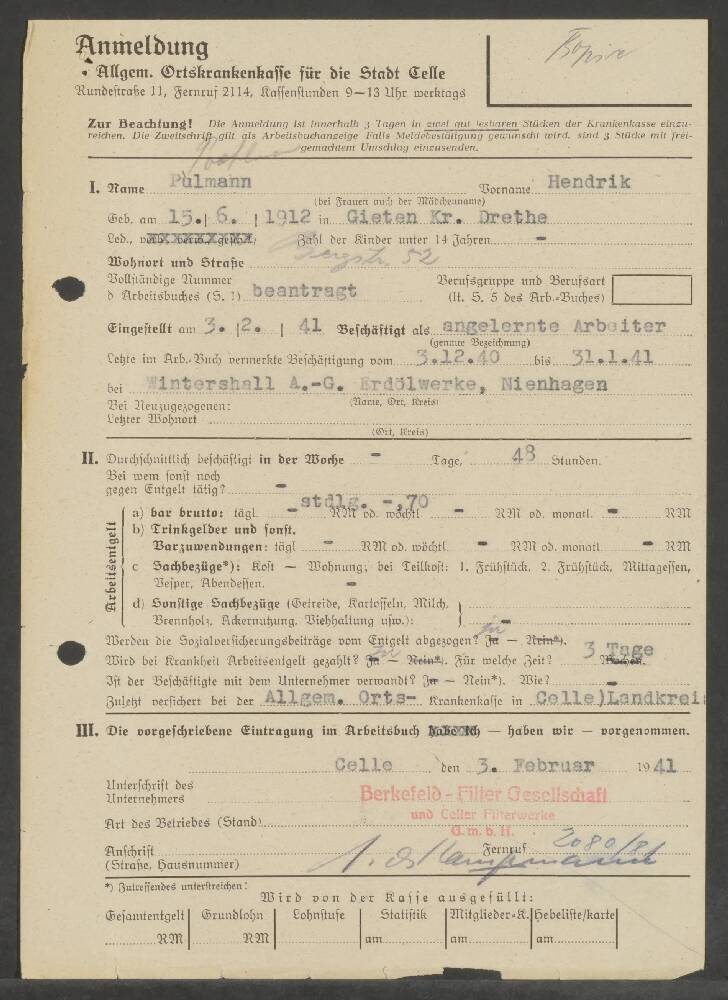 Anmeldung
Allgem. Ortskrankenkasse für die Stadt Celle
Rundestraße 11, Fernruf 2114, Kassenstunden 9—13 Uhr werktags
Zur Beachtung! Die Anmeldung ist innerhalb 3 Tagen in zwei gut lesbaren Stücken der Krankenkasse einzu-
reichen. Die Zweitschrift gilt als Arbeitsbuchanzeige Falls Meldebestätigung gewünscht wird, sind 3 Stücke mit frei-
gemachtem Umschlag einzusenden.
I. Name Pulmann Vorname Hendrik
(bei Frauen auch der Mädchenname)
Geb. am 15. 6. 1912 in Gieten Kr. Drethe
Led., Zahl der Kinder unter 14 Jahren -
Wohnort und Straße Bergstr. 52
Vollständige Nummer
d Arbeitsbuches (S. 1) beantragt Berufsgruppe und Berufsart
(lt. S. 5 des Arb.-Buches)
Eingestellt am 3. 2. 41 Beschäftigt als angelernte Arbeiter
(genaue Bezeichnung)
Letzte im Arb.-Buch vermerkte Beschäftigung vom 3.12.40 bis 31.1.41
bei Wintershall A.-G. Erdölwerke, Nienhagen
(Name, Ort, Kreis)
Bei Neuzugezogenen:
Letzter Wohnort
(Ort, Kreis)
II. Durchschnittlich beschäftigt in der Woche - Tage, 48 Stunden.
Bei wem sonst noch
gegen Entgelt tätig? -
stdlg. -,70
Arbeitsentgelt
a) bar brutto: tägl. - RM od. wöchtl. - RM od. monatl. - RM
b) Trinkgelder und sonst.
Barzuwendungen: tägl - RM od. wöchtl - RM od. monatl - RM
c Sachbezüge*): Kost — Wohnung; bei Teilkost: 1. Frühstück, 2. Frühstück, Mittagessen,
Vesper, Abendessen. -
d) Sonstige Sachbezüge (Getreide, Kartoffeln, Milch,
Brennholz, Ackernutzung, Viehhaltung usw.): -
Werden die Sozialversicherungsbeiträge vom Entgelt abgezogen? Ja — Nein*). ja
Wird bei Krankheit Arbeitsentgelt gezahlt? Ja — Nein*). Für welche Zeit? 3 Tage Wochen.
Ist der Beschäftigte mit dem Unternehmer verwandt? Ja — Nein*). Wie? -
Zuletzt versichert bei der Allgem. Orts- Krankenkasse in Celle)Landkrei
III. Die vorgeschriebene Eintragung im Arbeitsbuch habe ich — haben wir — vorgenommen.
Celle den 3. Februar 1941
Unterschrift des
Unternehmers
Berkefeld - Filter Gesellschaft
und Celler Filterwerke
G.m.b.H.
Art des Betriebes (Stand)
Anschrift
(Straße, Hausnummer)
Fernruf 2080/81
*) Zutreffendes unterstreichen!
Wird von der Kasse ausgefüllt:
Gesamtentgelt Grundlohn Lohnstufe Statistik Mitglieder-K. Hebeliste/karte
RM RM am am am